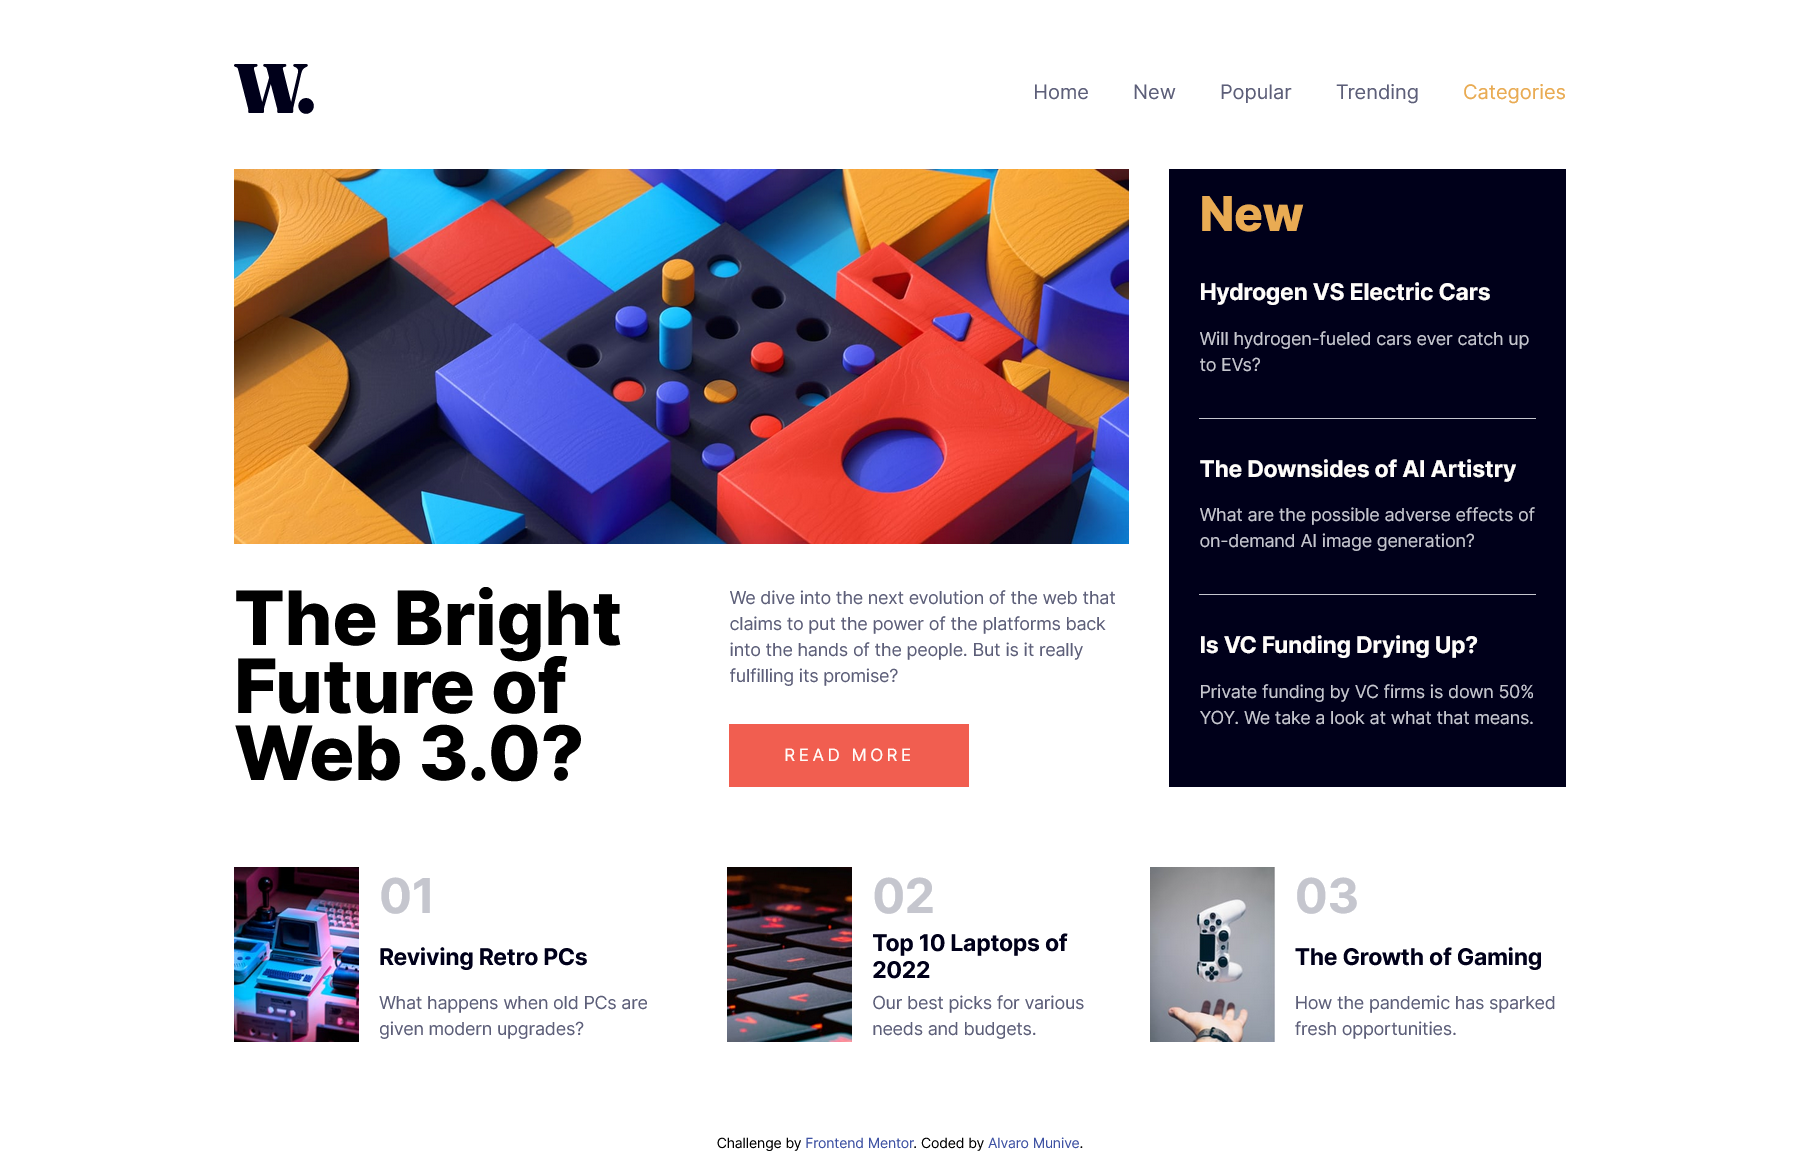 W.
Home New Popular Trending Categories
The Bright
Future of
Web 3.0?
We dive into the next evolution of the web that
claims to put the power of the platforms back
into the hands of the people. But is it really
fulfilling its promise?
READ MORE
New
Hydrogen VS Electric Cars
Will hydrogen-fueled cars ever catch up
to EVs?
The Downsides of AI Artistry
What are the possible adverse effects of
on-demand AI image generation?
Is VC Funding Drying Up?
Private funding by VC firms is down 50%
YOY. We take a look at what that means.
01
Reviving Retro PCs
What happens when old PCs are
given modern upgrades?
02
Top 10 Laptops of
2022
Our best picks for various
needs and budgets.
03
The Growth of Gaming
How the pandemic has sparked
fresh opportunities.
Challenge by Frontend Mentor. Coded by Alvaro Munive.